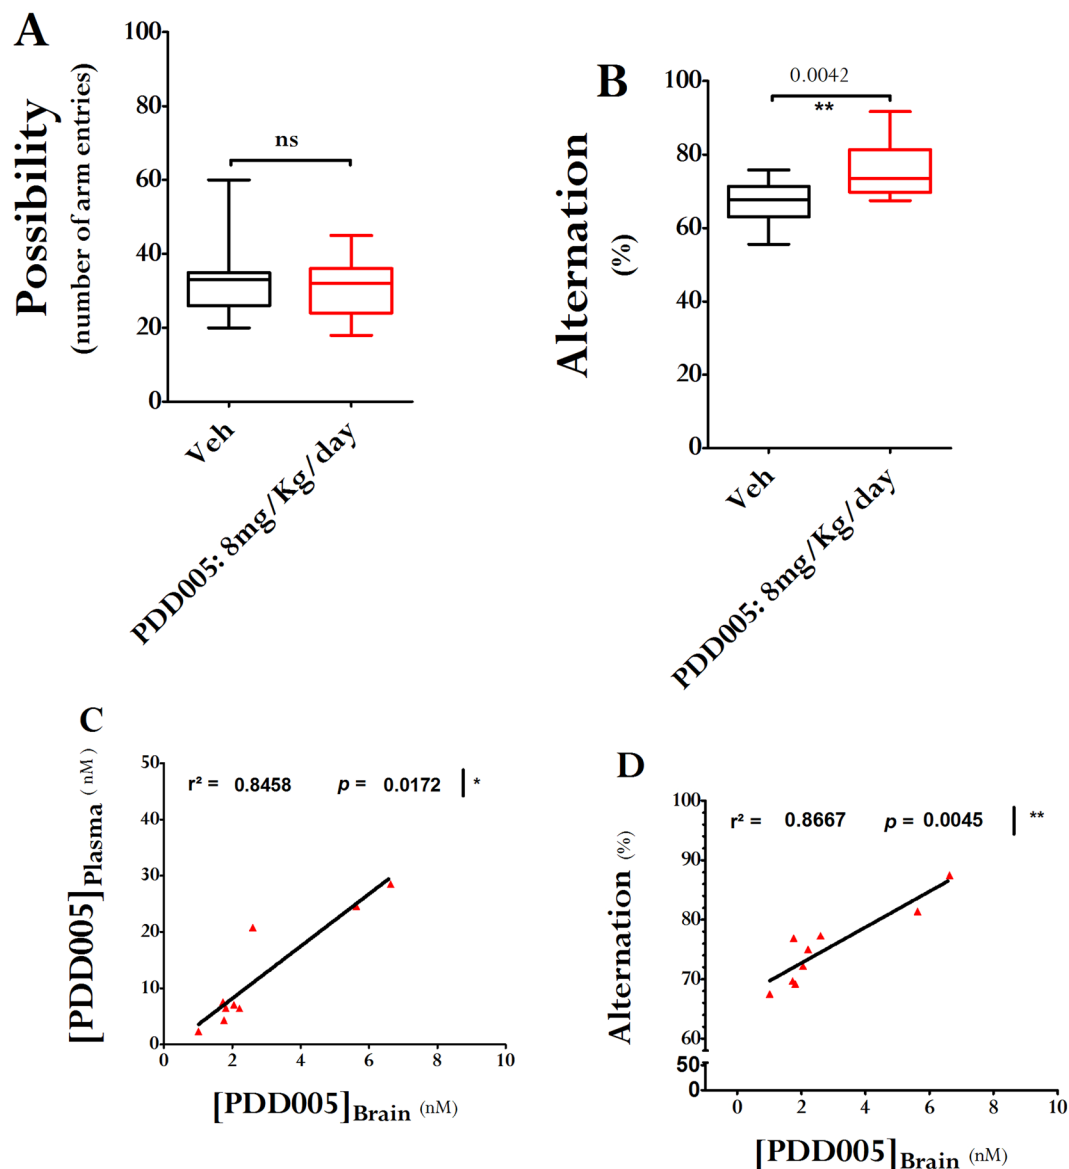 A
Possibility
(number of arm entries)
100
80
60
40
20
0
ns
Veh
PDD005: 8mg/Kg/day
B
Alternation
(%)
100
80
60
40
20
0
0.0042
**
Veh
PDD005: 8mg/Kg/day
C
[PDD005]Plasma (nM)
50
40
30
20
10
0
r² = 0.8458 p = 0.0172 *
0 2 4 6 8 10
[PDD005]Brain (nM)
D
Alternation (%)
100
90
80
70
60
50
0
r² = 0.8667 p = 0.0045 **
0 2 4 6 8 10
[PDD005]Brain (nM)